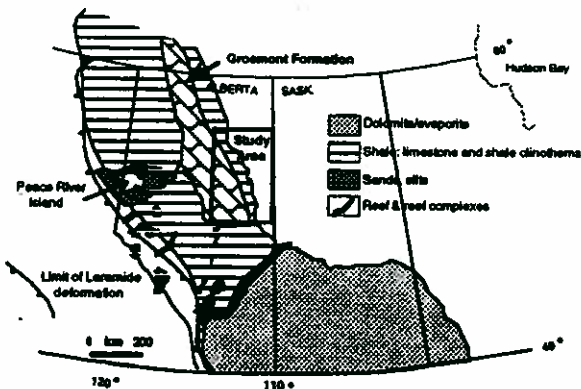 Grosmont Formation
60°
Hudson Bay
BERTA
SASK.
Study
area
Dolomite/evaporite
Shale, limestone and shale clinothems
Sands, silts
Reef & reef complexes
Peace River
Island
Limit of Laramide
deformation
0 km 200
120°
110°